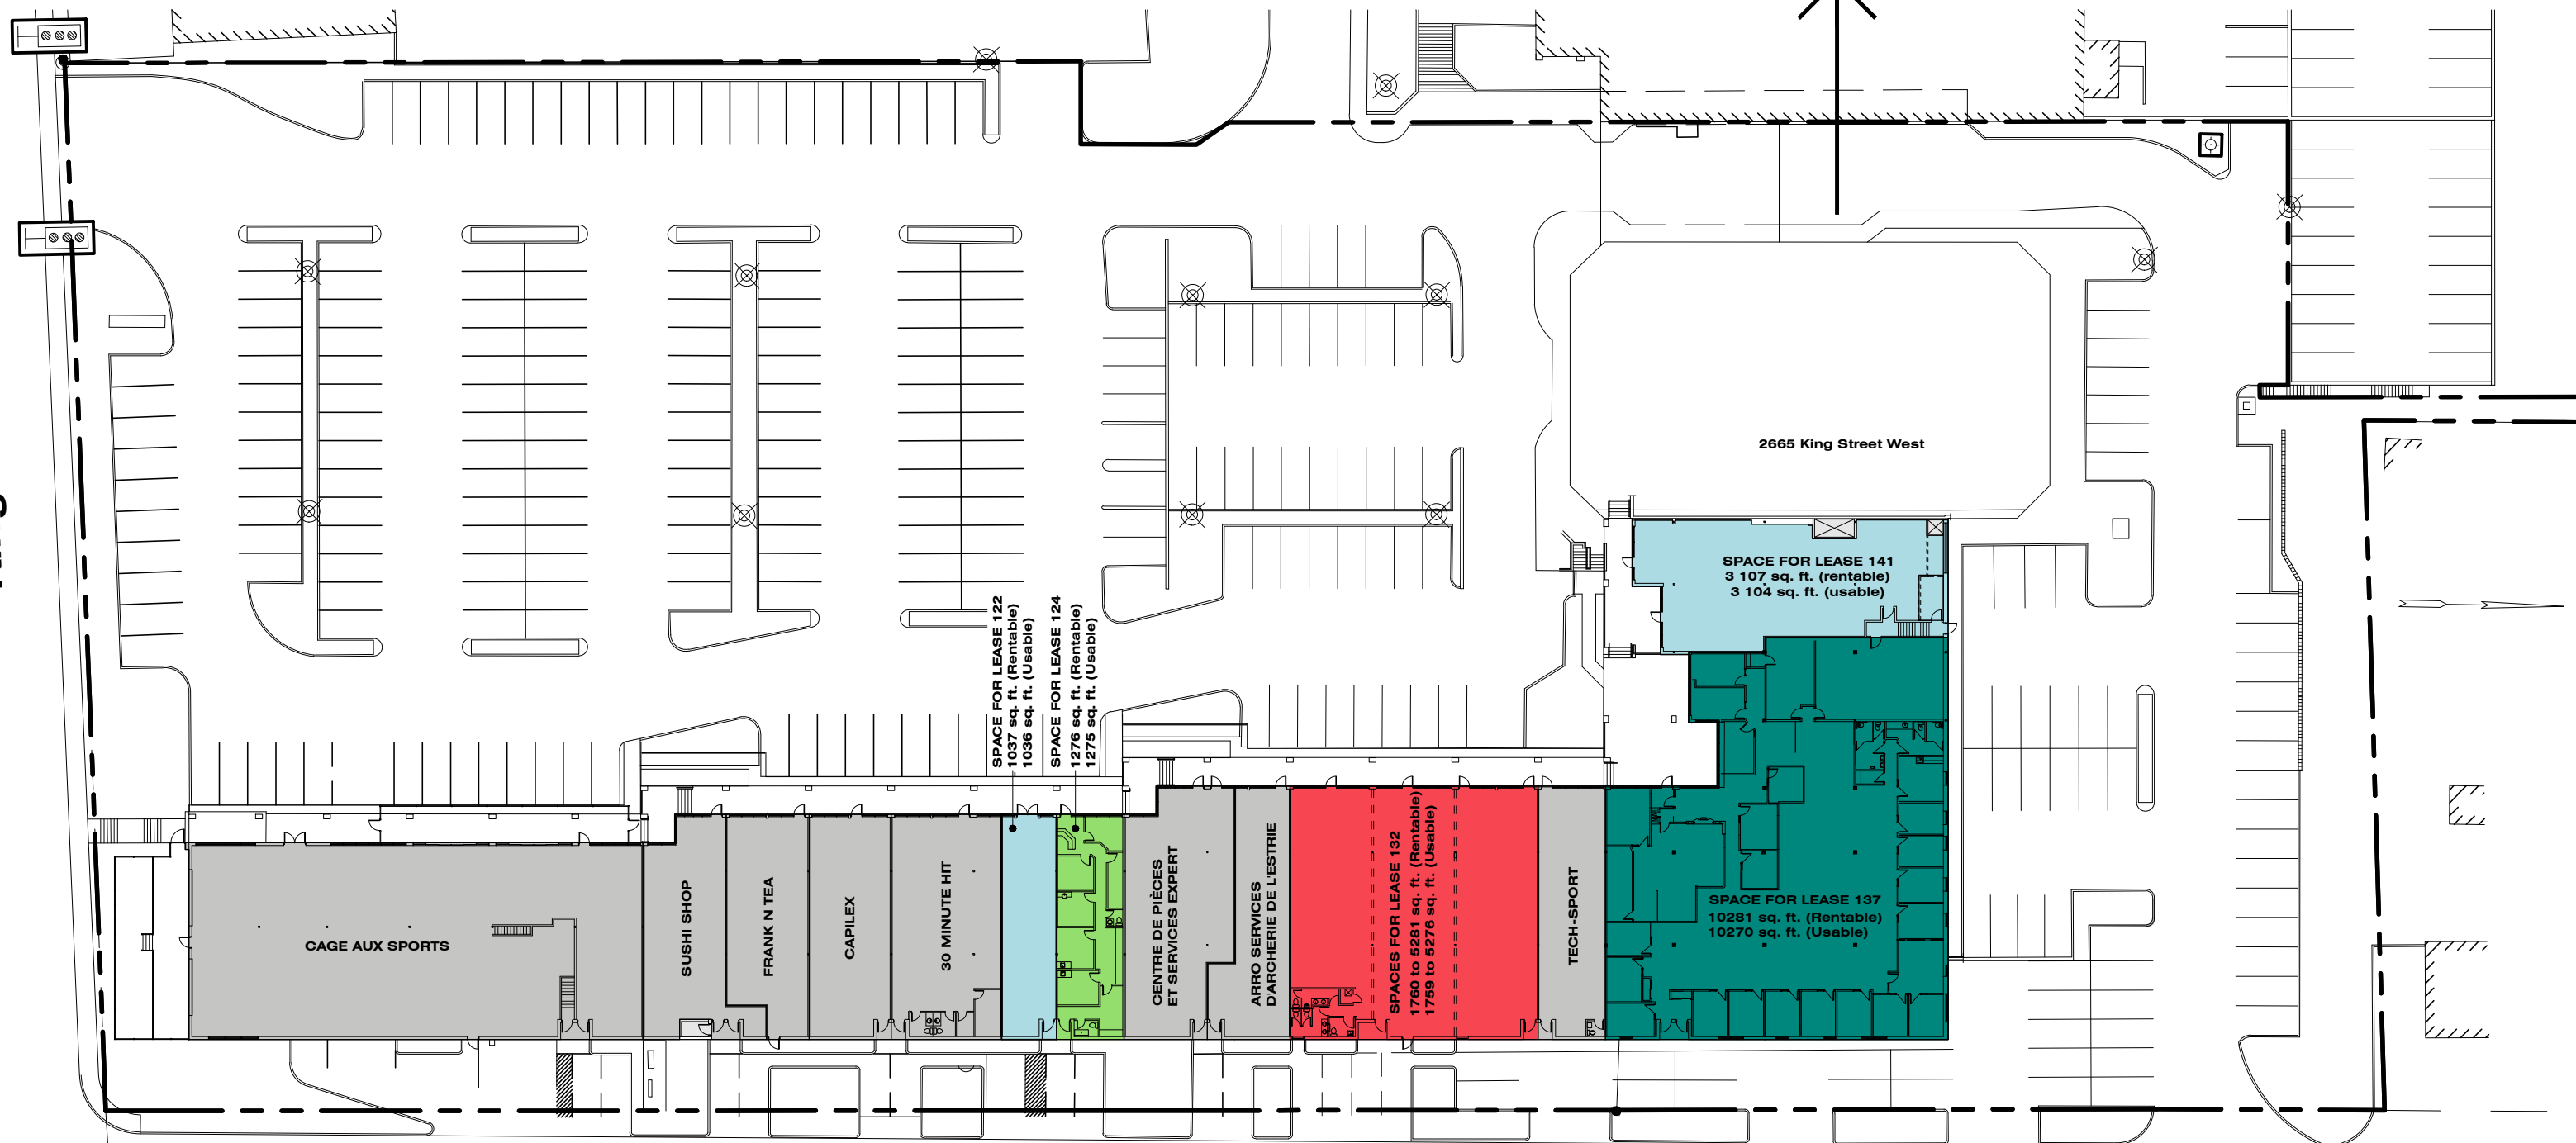 2665 King Street West
SPACE FOR LEASE 141
3 107 sq. ft. (rentable)
3 104 sq. ft. (usable)
SPACE FOR LEASE 122
1037 sq. ft. (Rentable)
1036 sq. ft. (Usable)
SPACE FOR LEASE 124
1276 sq. ft. (Rentable)
1275 sq. ft. (Usable)
CAGE AUX SPORTS
SUSHI SHOP
FRANK N TEA
CAPILEX
30 MINUTE HIT
CENTRE DE PIÈCES
ET SERVICES EXPERT
ARRO SERVICES
D'ARCHERIE DE L'ESTRIE
SPACES FOR LEASE 132
1760 to 5281 sq. ft. (Rentable)
1759 to 5276 sq. ft. (Usable)
TECH-SPORT
SPACE FOR LEASE 137
10281 sq. ft. (Rentable)
10270 sq. ft. (Usable)